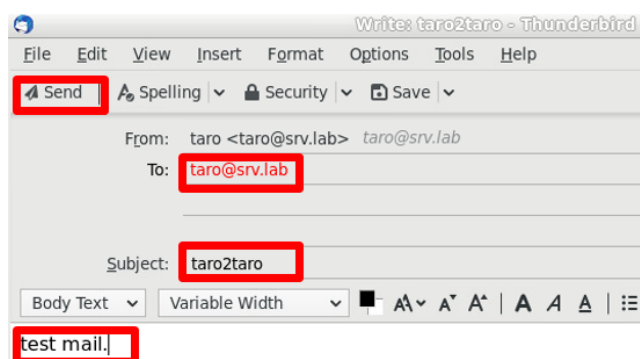 Write: taro2taro - Thunderbird
File Edit View Insert Format Options Tools Help
Send Spelling Security Save
From: taro <taro@srv.lab> taro@srv.lab
To: taro@srv.lab
Subject: taro2taro
Body Text Variable Width A A A A A A
test mail.